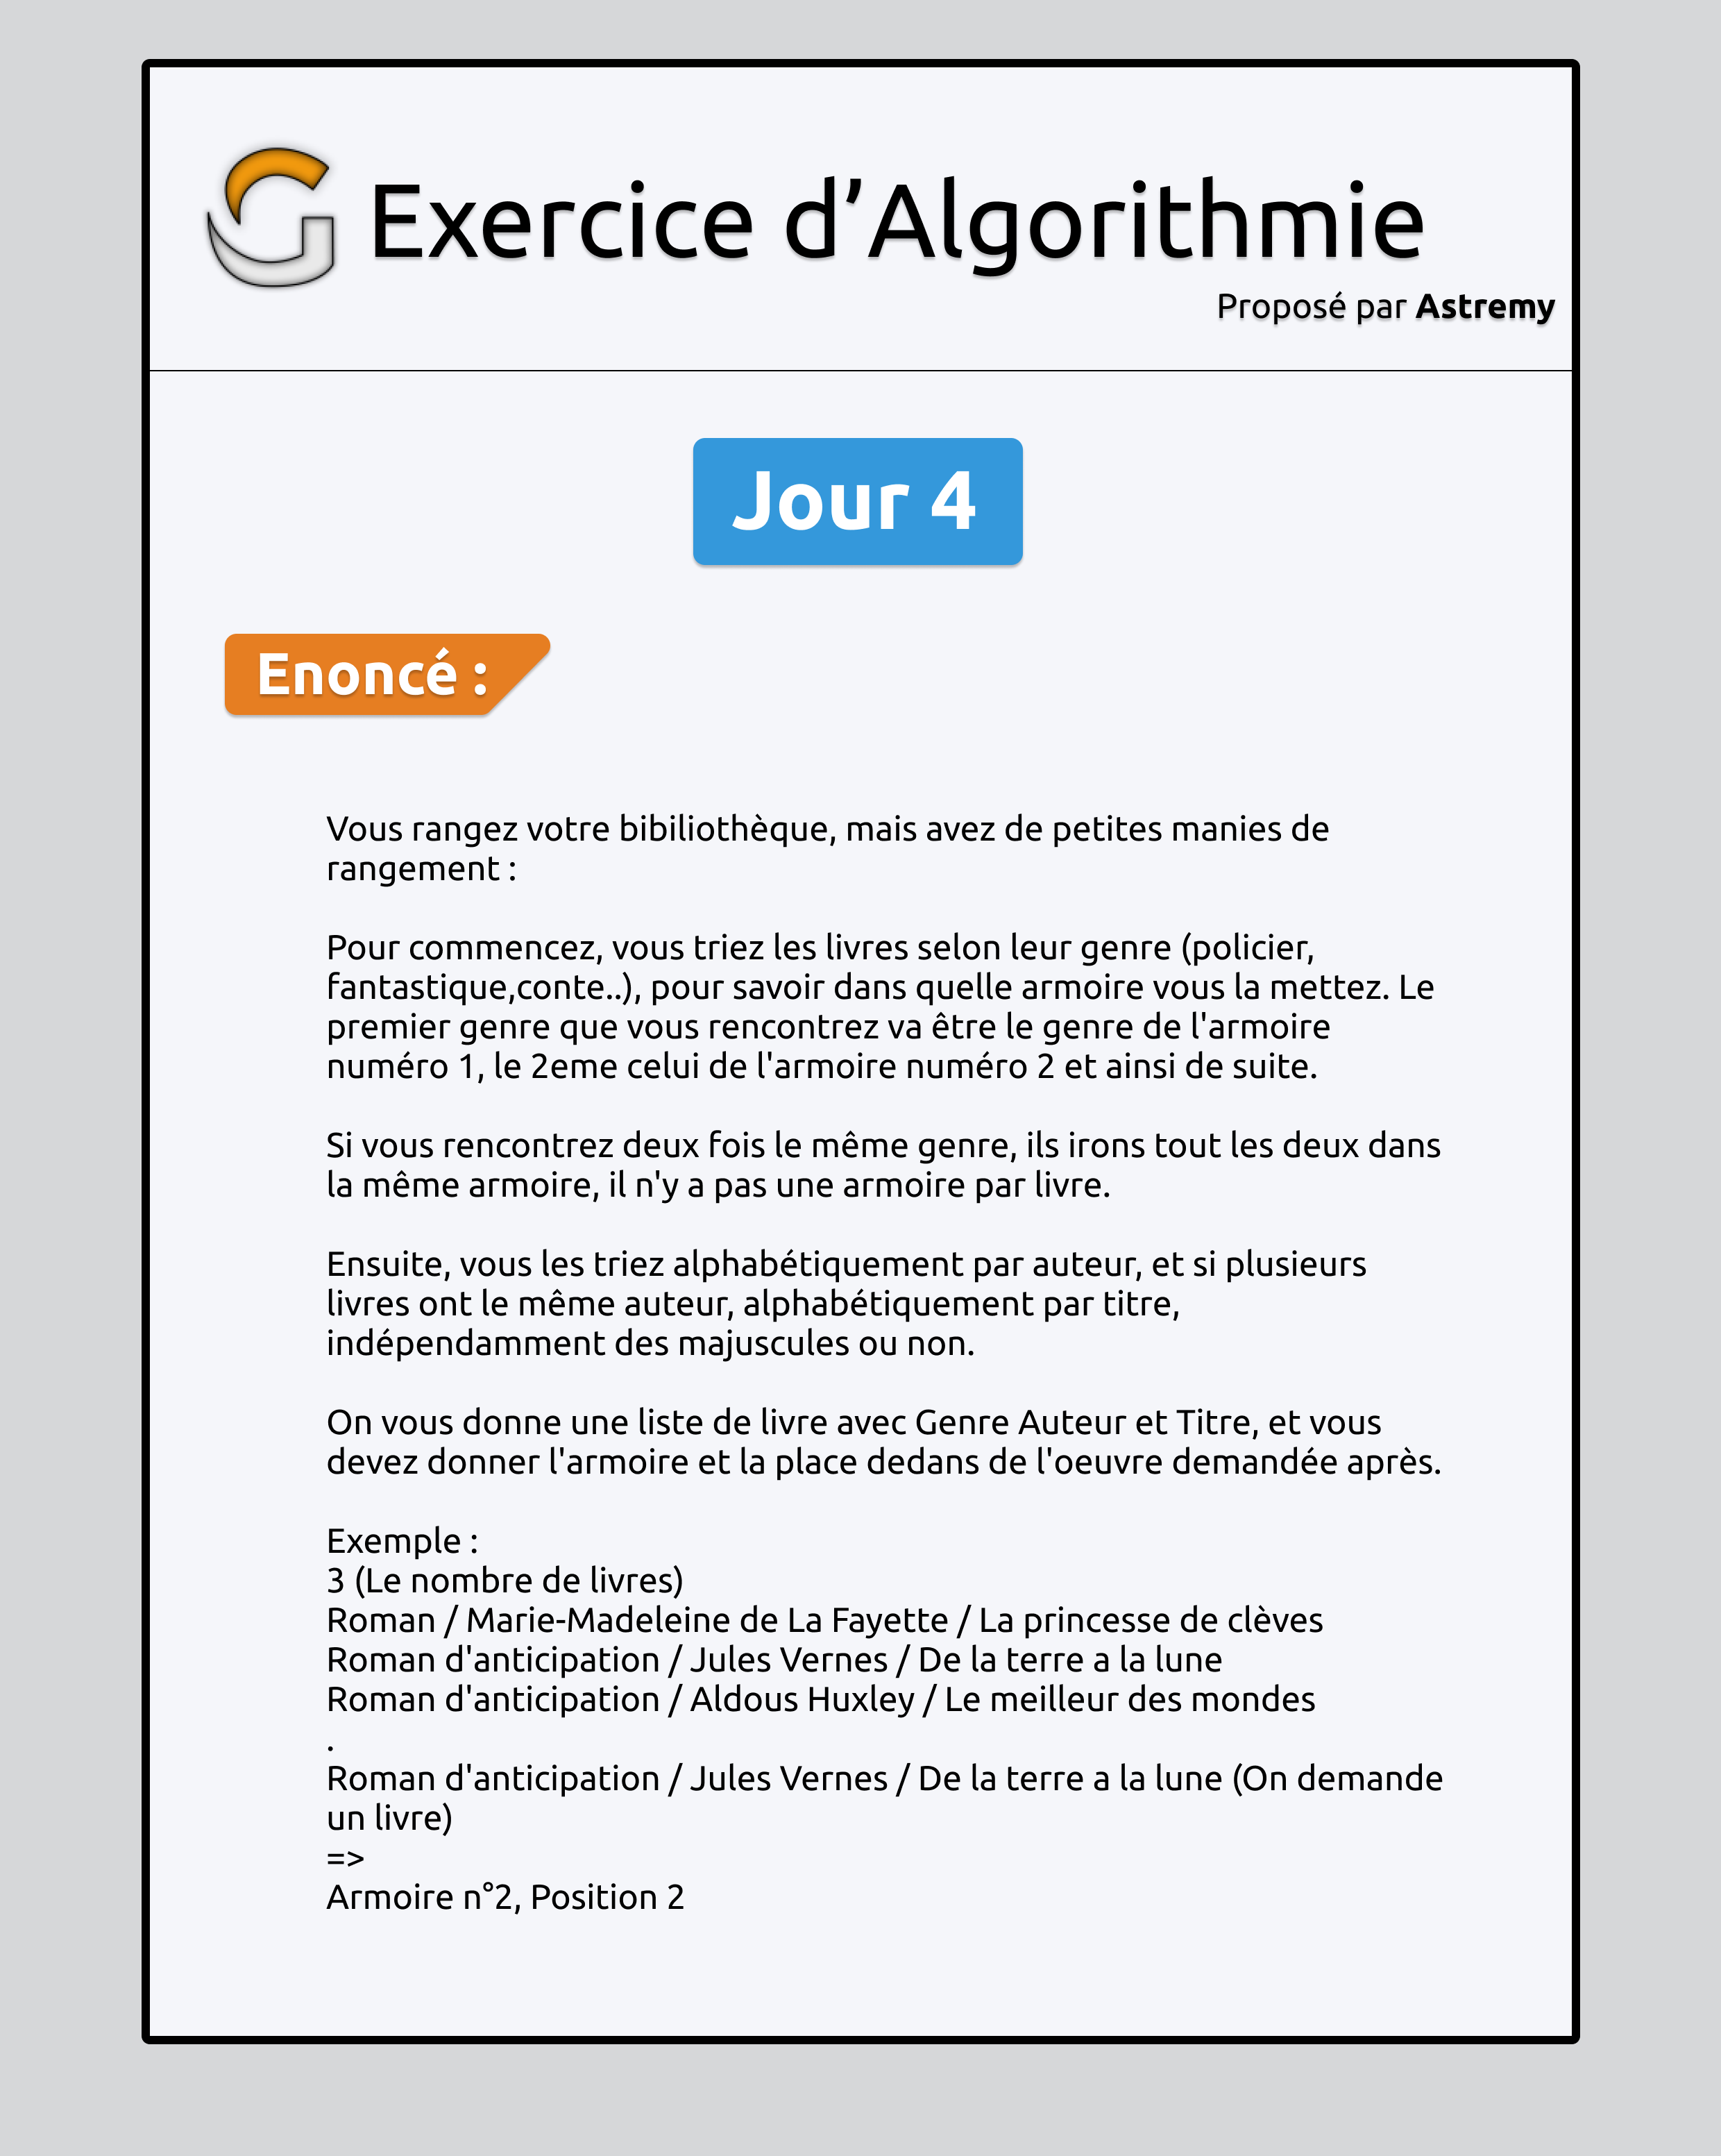 Exercice d’Algorithmie
Proposé par Astremy
Jour 4
Enoncé :
Vous rangez votre bibiliothèque, mais avez de petites manies de
rangement :
Pour commencez, vous triez les livres selon leur genre (policier,
fantastique,conte..), pour savoir dans quelle armoire vous la mettez. Le
premier genre que vous rencontrez va être le genre de l'armoire
numéro 1, le 2eme celui de l'armoire numéro 2 et ainsi de suite.
Si vous rencontrez deux fois le même genre, ils irons tout les deux dans
la même armoire, il n'y a pas une armoire par livre.
Ensuite, vous les triez alphabétiquement par auteur, et si plusieurs
livres ont le même auteur, alphabétiquement par titre,
indépendamment des majuscules ou non.
On vous donne une liste de livre avec Genre Auteur et Titre, et vous
devez donner l'armoire et la place dedans de l'oeuvre demandée après.
Exemple :
3 (Le nombre de livres)
Roman / Marie-Madeleine de La Fayette / La princesse de clèves
Roman d'anticipation / Jules Vernes / De la terre a la lune
Roman d'anticipation / Aldous Huxley / Le meilleur des mondes
.
Roman d'anticipation / Jules Vernes / De la terre a la lune (On demande
un livre)
=>
Armoire n°2, Position 2